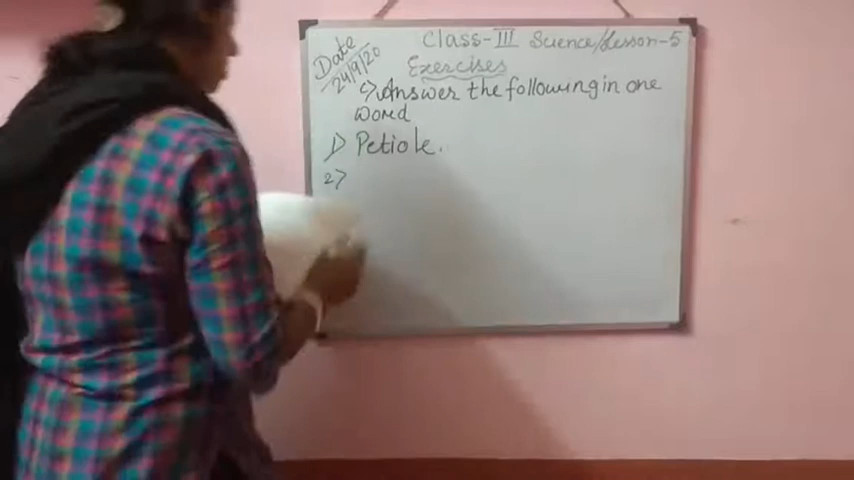 Class-III Science/Lesson-5
Date
24/9/20
Exercises
C> Answer the following in one
word
1> Petiole.
2>